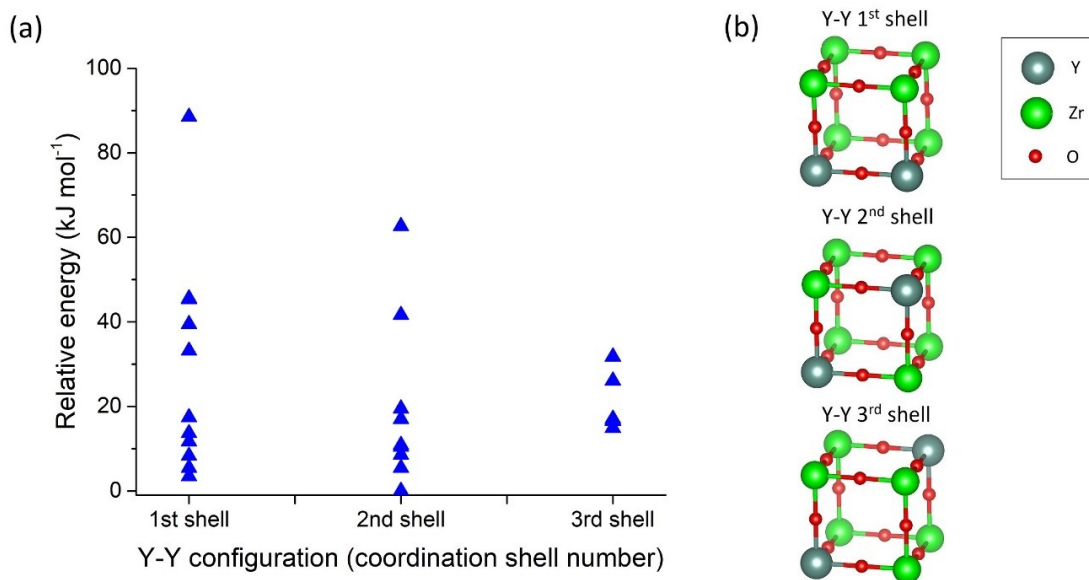 (a)
100
80
60
40
20
0
Relative energy (kJ mol⁻¹)
1st shell 2nd shell 3rd shell
Y-Y configuration (coordination shell number)
(b)
Y-Y 1ˢᵗ shell
Y-Y 2ⁿᵈ shell
Y-Y 3ʳᵈ shell
Y
Zr
O